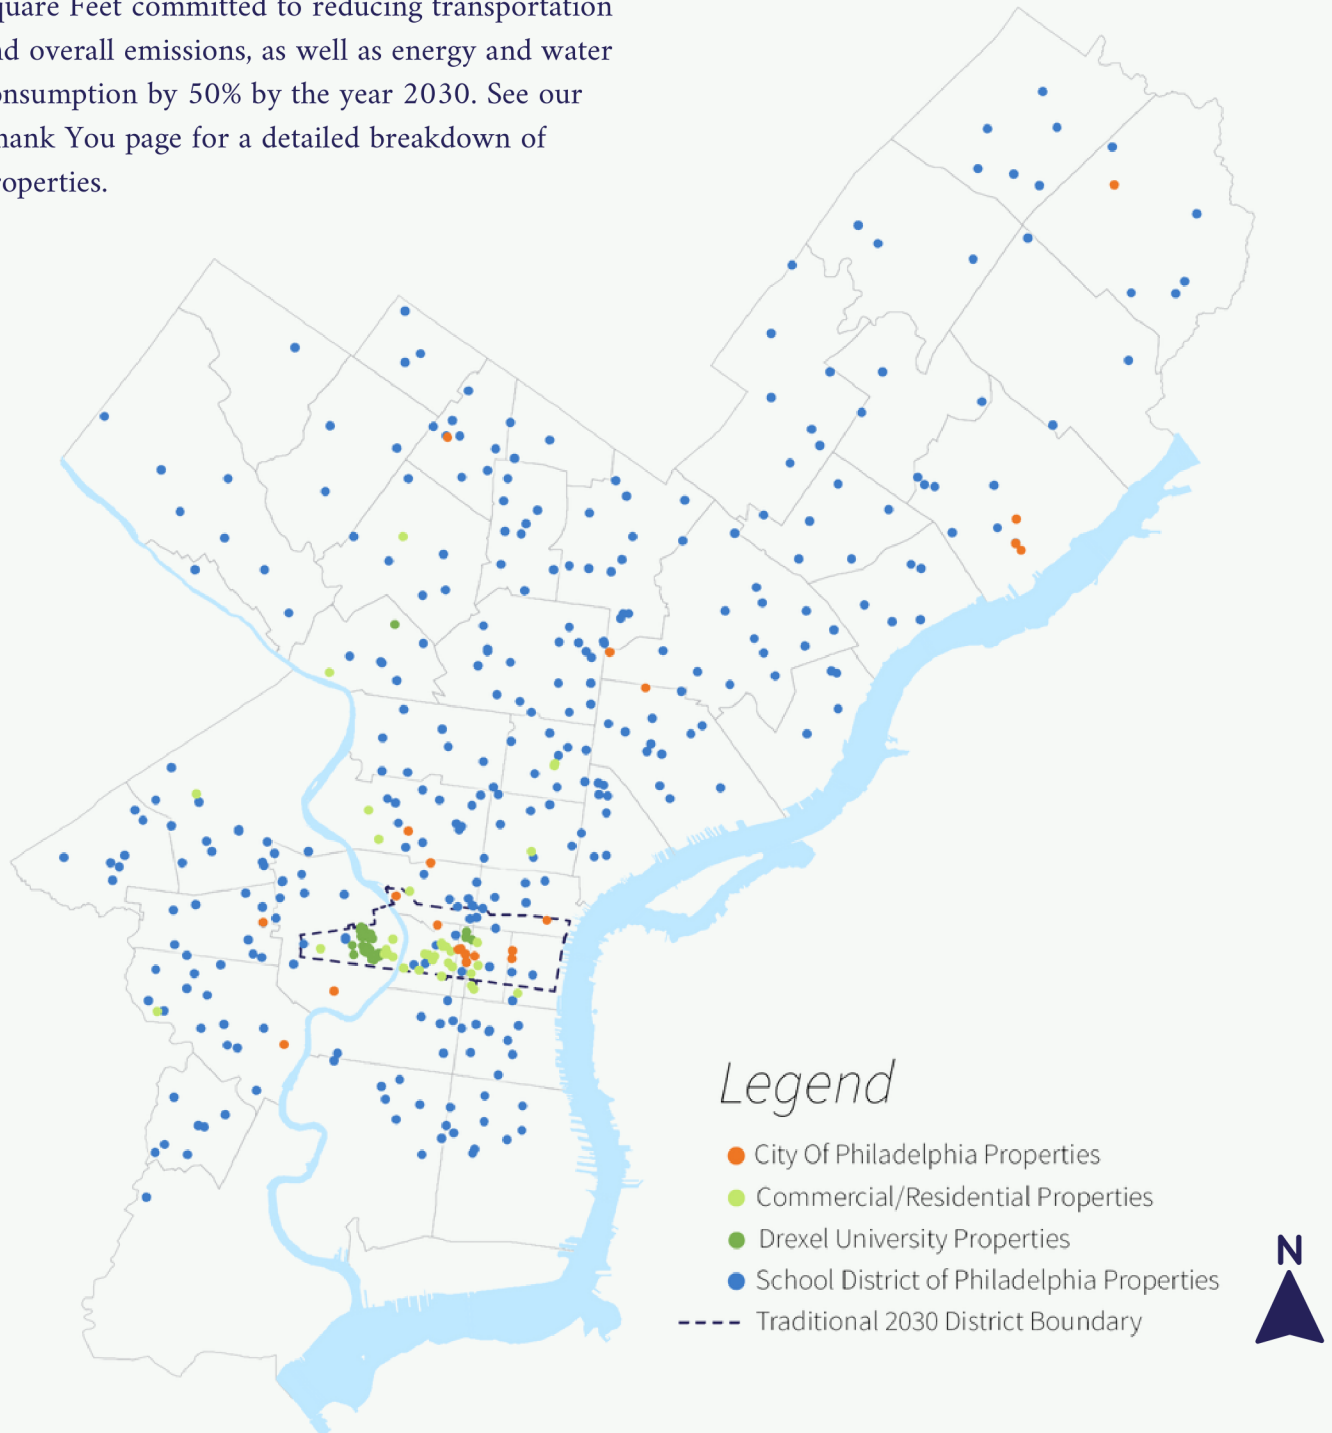 quare Feet committed to reducing transportation
nd overall emissions, as well as energy and water
onsumption by 50% by the year 2030. See our
hank You page for a detailed breakdown of
roperties.
Legend
City Of Philadelphia Properties
Commercial/Residential Properties
Drexel University Properties
School District of Philadelphia Properties
Traditional 2030 District Boundary
N